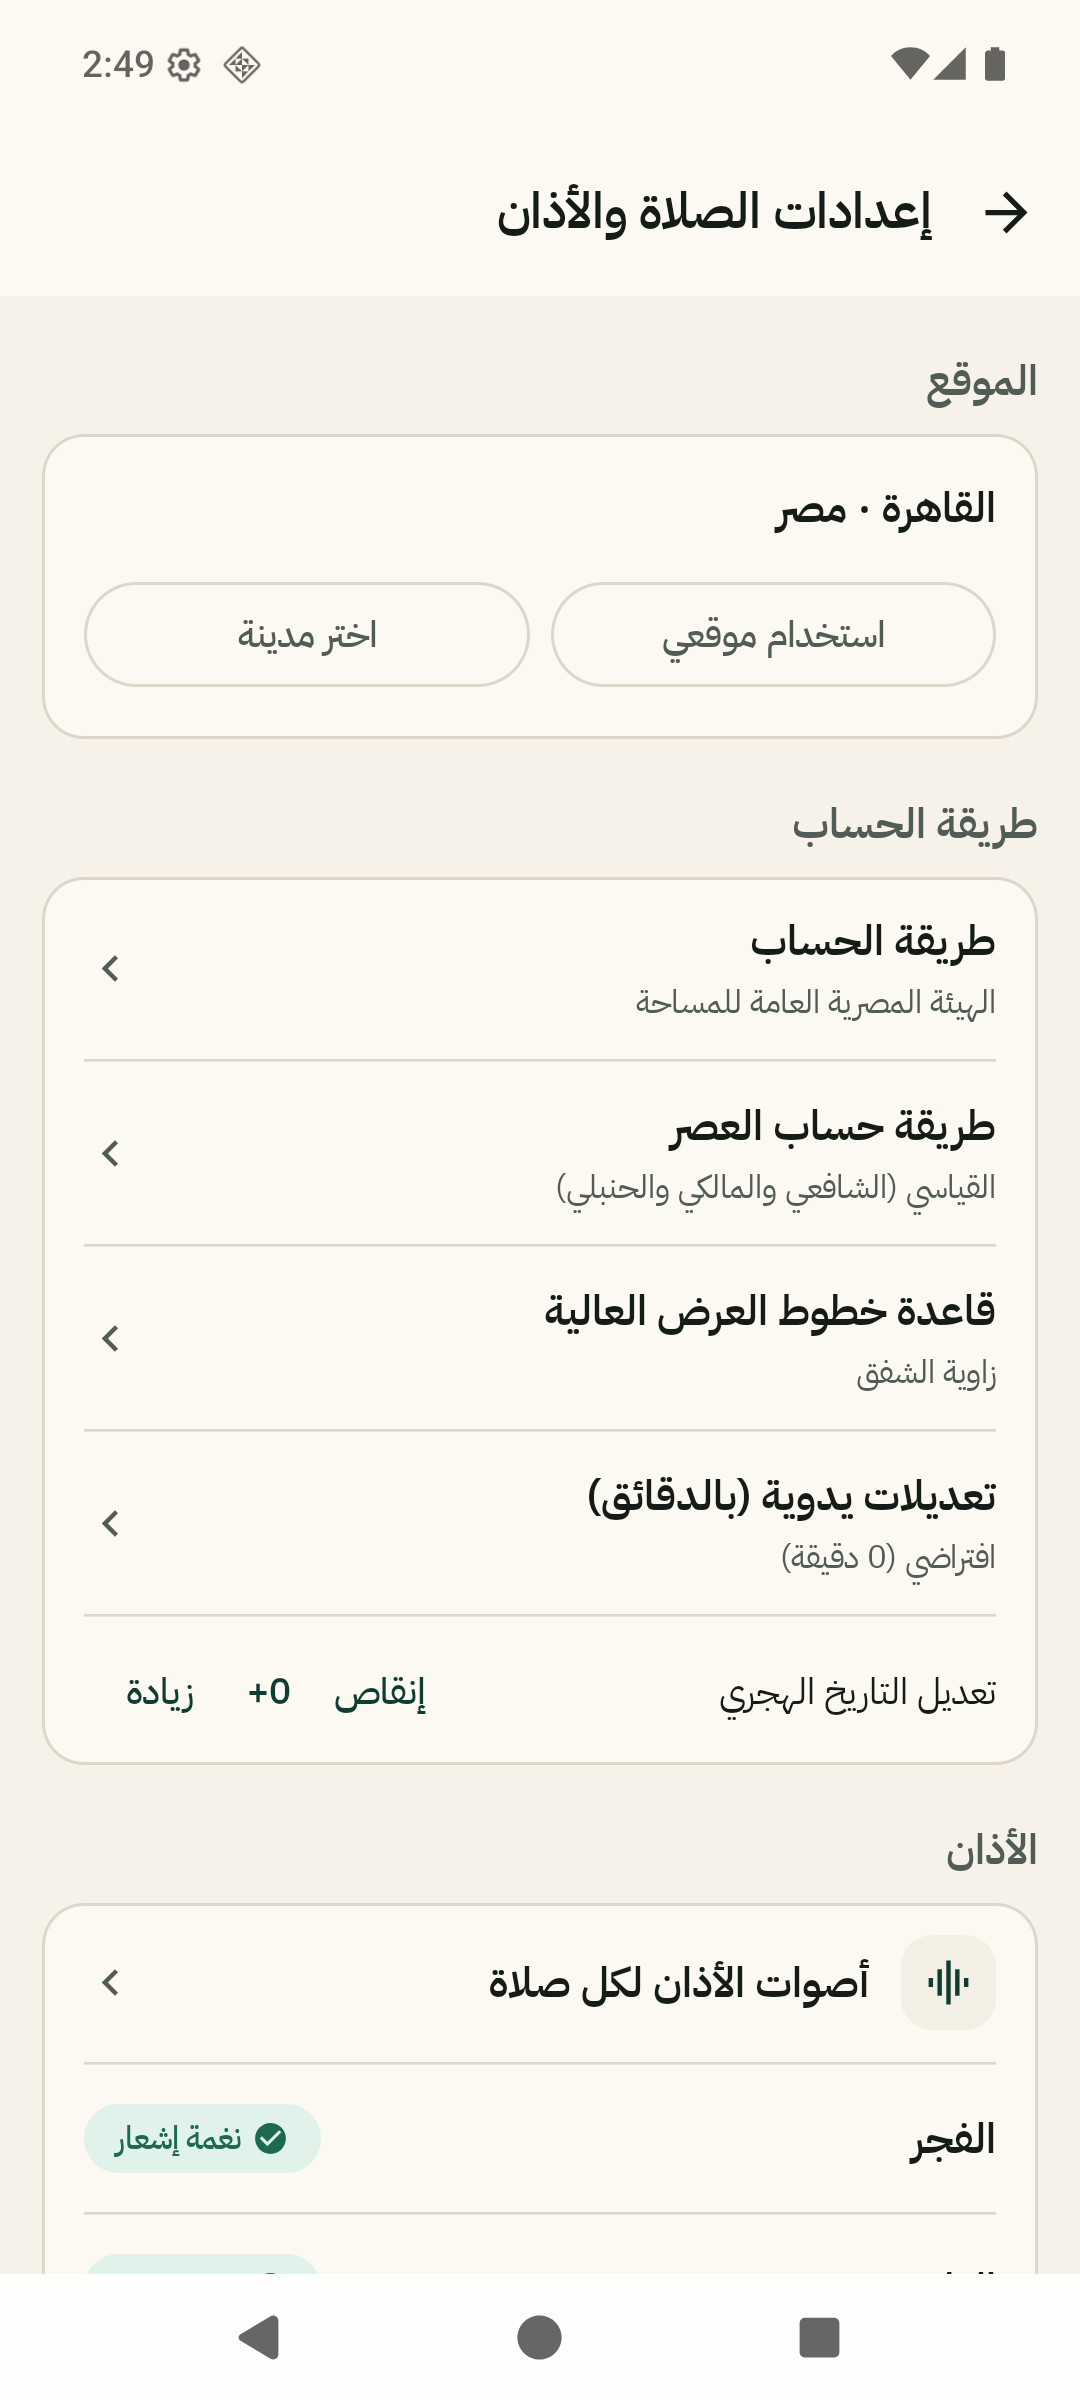 2:49
إعدادات الصلاة والأذان
الموقع
القاهرة · مصر
استخدام موقعي
اختر مدينة
طريقة الحساب
طريقة الحساب
الهيئة المصرية العامة للمساحة
طريقة حساب العصر
القياسي (الشافعي والمالكي والحنبلي)
قاعدة خطوط العرض العالية
زاوية الشفق
تعديلات يدوية (بالدقائق)
افتراضي (0 دقيقة)
تعديل التاريخ الهجري إنقاص +0 زيادة
الأذان
أصوات الأذان لكل صلاة
الفجر نغمة إشعار